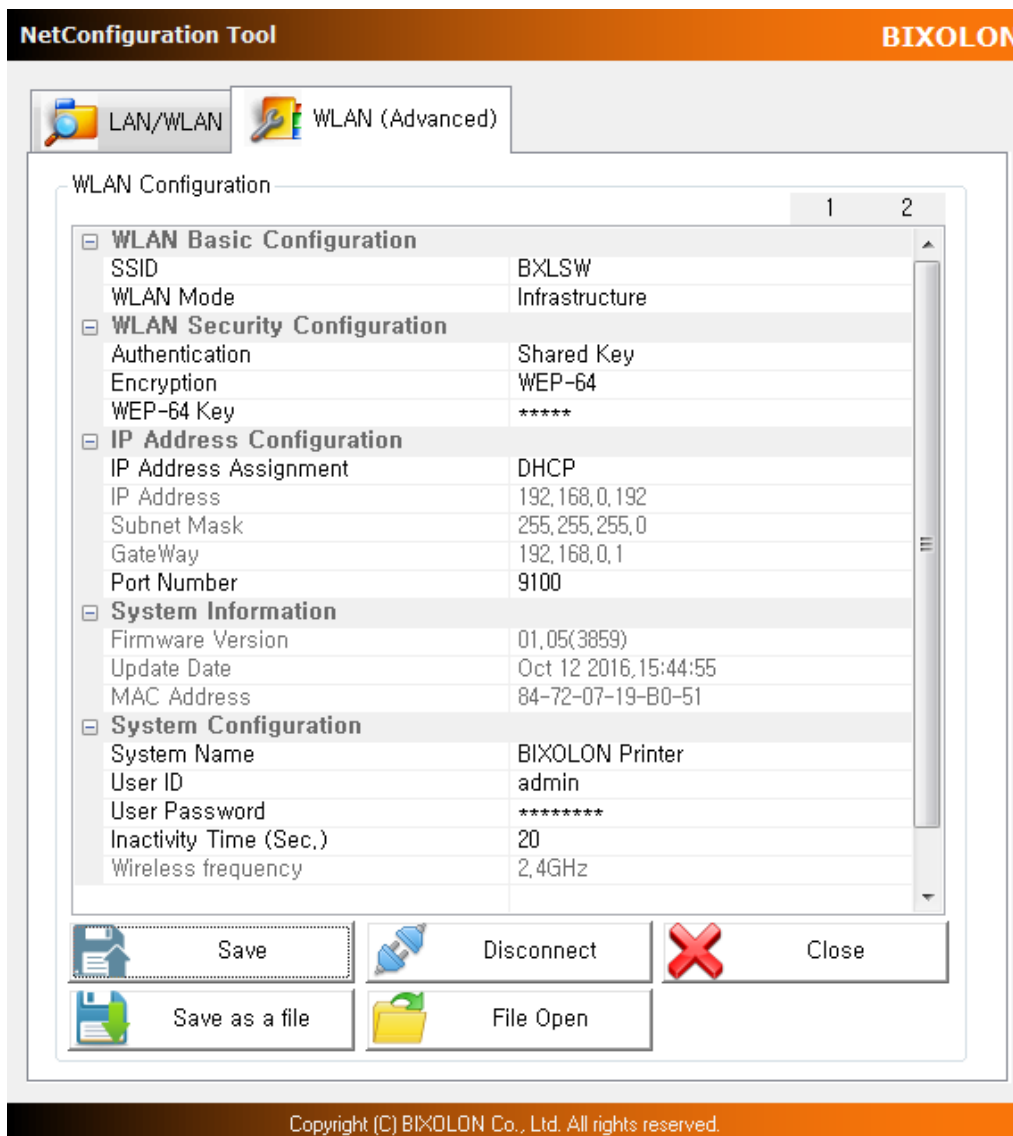 NetConfiguration Tool BIXOLON
LAN/WLAN WLAN (Advanced)
WLAN Configuration
1 2
WLAN Basic Configuration
SSID BXLSW
WLAN Mode Infrastructure
WLAN Security Configuration
Authentication Shared Key
Encryption WEP-64
WEP-64 Key *****
IP Address Configuration
IP Address Assignment DHCP
IP Address 192,168,0,192
Subnet Mask 255,255,255,0
GateWay 192,168,0,1
Port Number 9100
System Information
Firmware Version 01,05(3859)
Update Date Oct 12 2016,15:44:55
MAC Address 84-72-07-19-B0-51
System Configuration
System Name BIXOLON Printer
User ID admin
User Password ********
Inactivity Time (Sec,) 20
Wireless frequency 2,4GHz
Save Disconnect Close
Save as a file File Open
Copyright (C) BIXOLON Co., Ltd. All rights reserved.